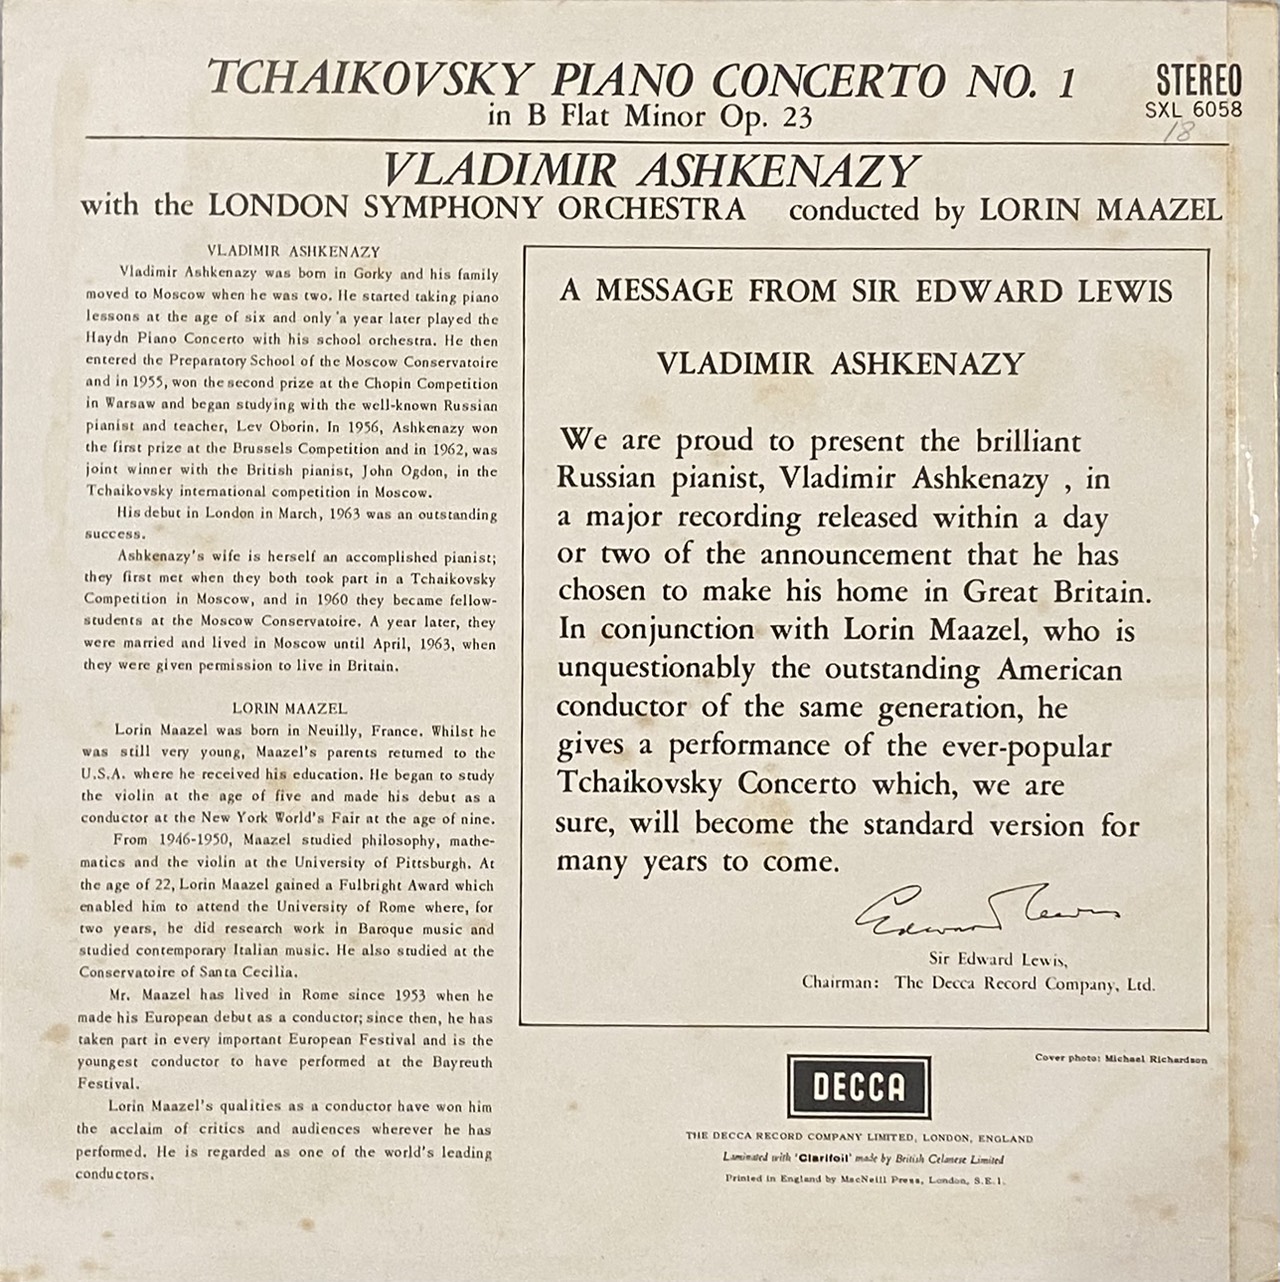 TCHAIKOVSKY PIANO CONCERTO NO. 1
in B Flat Minor Op. 23
STEREO
SXL 6058
18
VLADIMIR ASHKENAZY
with the LONDON SYMPHONY ORCHESTRA conducted by LORIN MAAZEL
VLADIMIR ASHKENAZY
Vladimir Ashkenazy was born in Gorky and his family
moved to Moscow when he was two. He started taking piano
lessons at the age of six and only a year later played the
Haydn Piano Concerto with his school orchestra. He then
entered the Preparatory School of the Moscow Conservatoire
and in 1955, won the second prize at the Chopin Competition
in Warsaw and began studying with the well-known Russian
pianist and teacher, Lev Oborin. In 1956, Ashkenazy won
the first prize at the Brussels Competition and in 1962, was
joint winner with the British pianist, John Ogdon, in the
Tchaikovsky international competition in Moscow.
His debut in London in March, 1963 was an outstanding
success.
Ashkenazy's wife is herself an accomplished pianist;
they first met when they both took part in a Tchaikovsky
Competition in Moscow, and in 1960 they became fellow-
students at the Moscow Conservatoire. A year later, they
were married and lived in Moscow until April, 1963, when
they were given permission to live in Britain.
LORIN MAAZEL
Lorin Maazel was born in Neuilly, France. Whilst he
was still very young, Maazel's parents returned to the
U.S.A. where he received his education. He began to study
the violin at the age of five and made his debut as a
conductor at the New York World's Fair at the age of nine.
From 1946-1950, Maazel studied philosophy, mathe-
matics and the violin at the University of Pittsburgh. At
the age of 22, Lorin Maazel gained a Fulbright Award which
enabled him to attend the University of Rome where, for
two years, he did research work in Baroque music and
studied contemporary Italian music. He also studied at the
Conservatoire of Santa Cecilia.
Mr. Maazel has lived in Rome since 1953 when he
made his European debut as a conductor; since then, he has
taken part in every important European Festival and is the
youngest conductor to have performed at the Bayreuth
Festival.
Lorin Maazel's qualities as a conductor have won him
the acclaim of critics and audiences wherever he has
performed. He is regarded as one of the world's leading
conductors.
A MESSAGE FROM SIR EDWARD LEWIS
VLADIMIR ASHKENAZY
We are proud to present the brilliant
Russian pianist, Vladimir Ashkenazy , in
a major recording released within a day
or two of the announcement that he has
chosen to make his home in Great Britain.
In conjunction with Lorin Maazel, who is
unquestionably the outstanding American
conductor of the same generation, he
gives a performance of the ever-popular
Tchaikovsky Concerto which, we are
sure, will become the standard version for
many years to come.
Edward Lewis
Sir Edward Lewis,
Chairman: The Decca Record Company, Ltd.
Cover photo: Michael Richardson
DECCA
THE DECCA RECORD COMPANY LIMITED, LONDON, ENGLAND
Laminated with 'Clarifoil' made by British Celanese Limited
Printed in England by MacNeill Press, London, S.E.1.